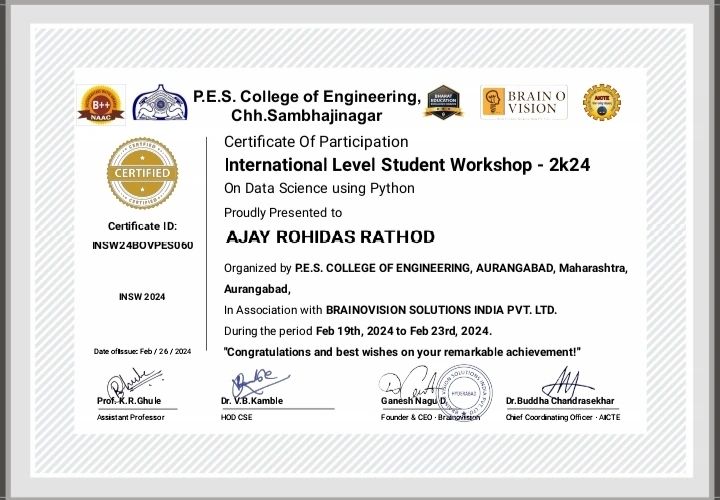 B++
NAAC
P.E.S. College of Engineering,
Chh.Sambhajinagar
BHARAT
EDUCATION
BRAIN O
VISION
AICTE
Certificate Of Participation
International Level Student Workshop - 2k24
On Data Science using Python
Proudly Presented to
AJAY ROHIDAS RATHOD
CERTIFIED
CERTIFIED
CERTIFIED
Certificate ID:
INSW24BOVPES060
INSW 2024
Date of Issue: Feb / 26 / 2024
Organized by P.E.S. COLLEGE OF ENGINEERING, AURANGABAD, Maharashtra,
Aurangabad,
In Association with BRAINOVISION SOLUTIONS INDIA PVT. LTD.
During the period Feb 19th, 2024 to Feb 23rd, 2024.
"Congratulations and best wishes on your remarkable achievement!"
Prof. K.R.Ghule
Assistant Professor
Dr. V.B.Kamble
HOD CSE
Ganesh Nagu D
Founder & CEO - Brainovision
HYDERABAD
Dr.Buddha Chandrasekhar
Chief Coordinating Officer - AICTE